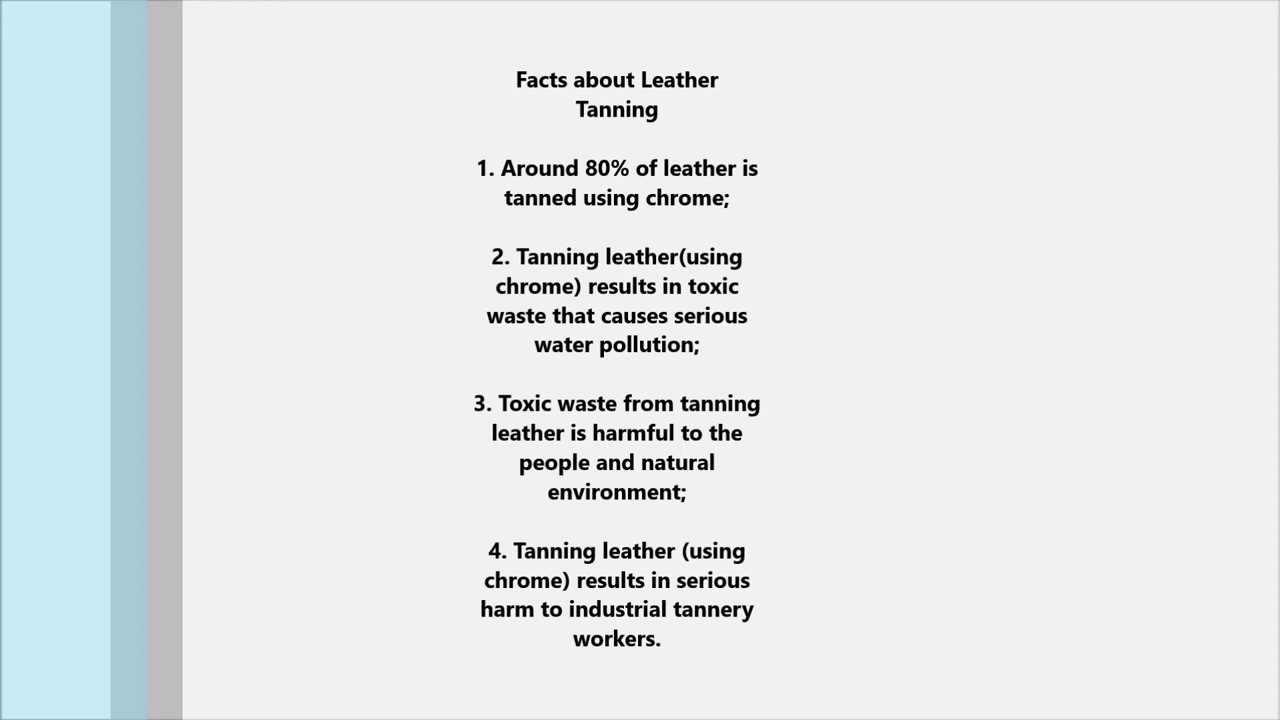 Facts about Leather
Tanning
1. Around 80% of leather is
tanned using chrome;
2. Tanning leather(using
chrome) results in toxic
waste that causes serious
water pollution;
3. Toxic waste from tanning
leather is harmful to the
people and natural
environment;
4. Tanning leather (using
chrome) results in serious
harm to industrial tannery
workers.